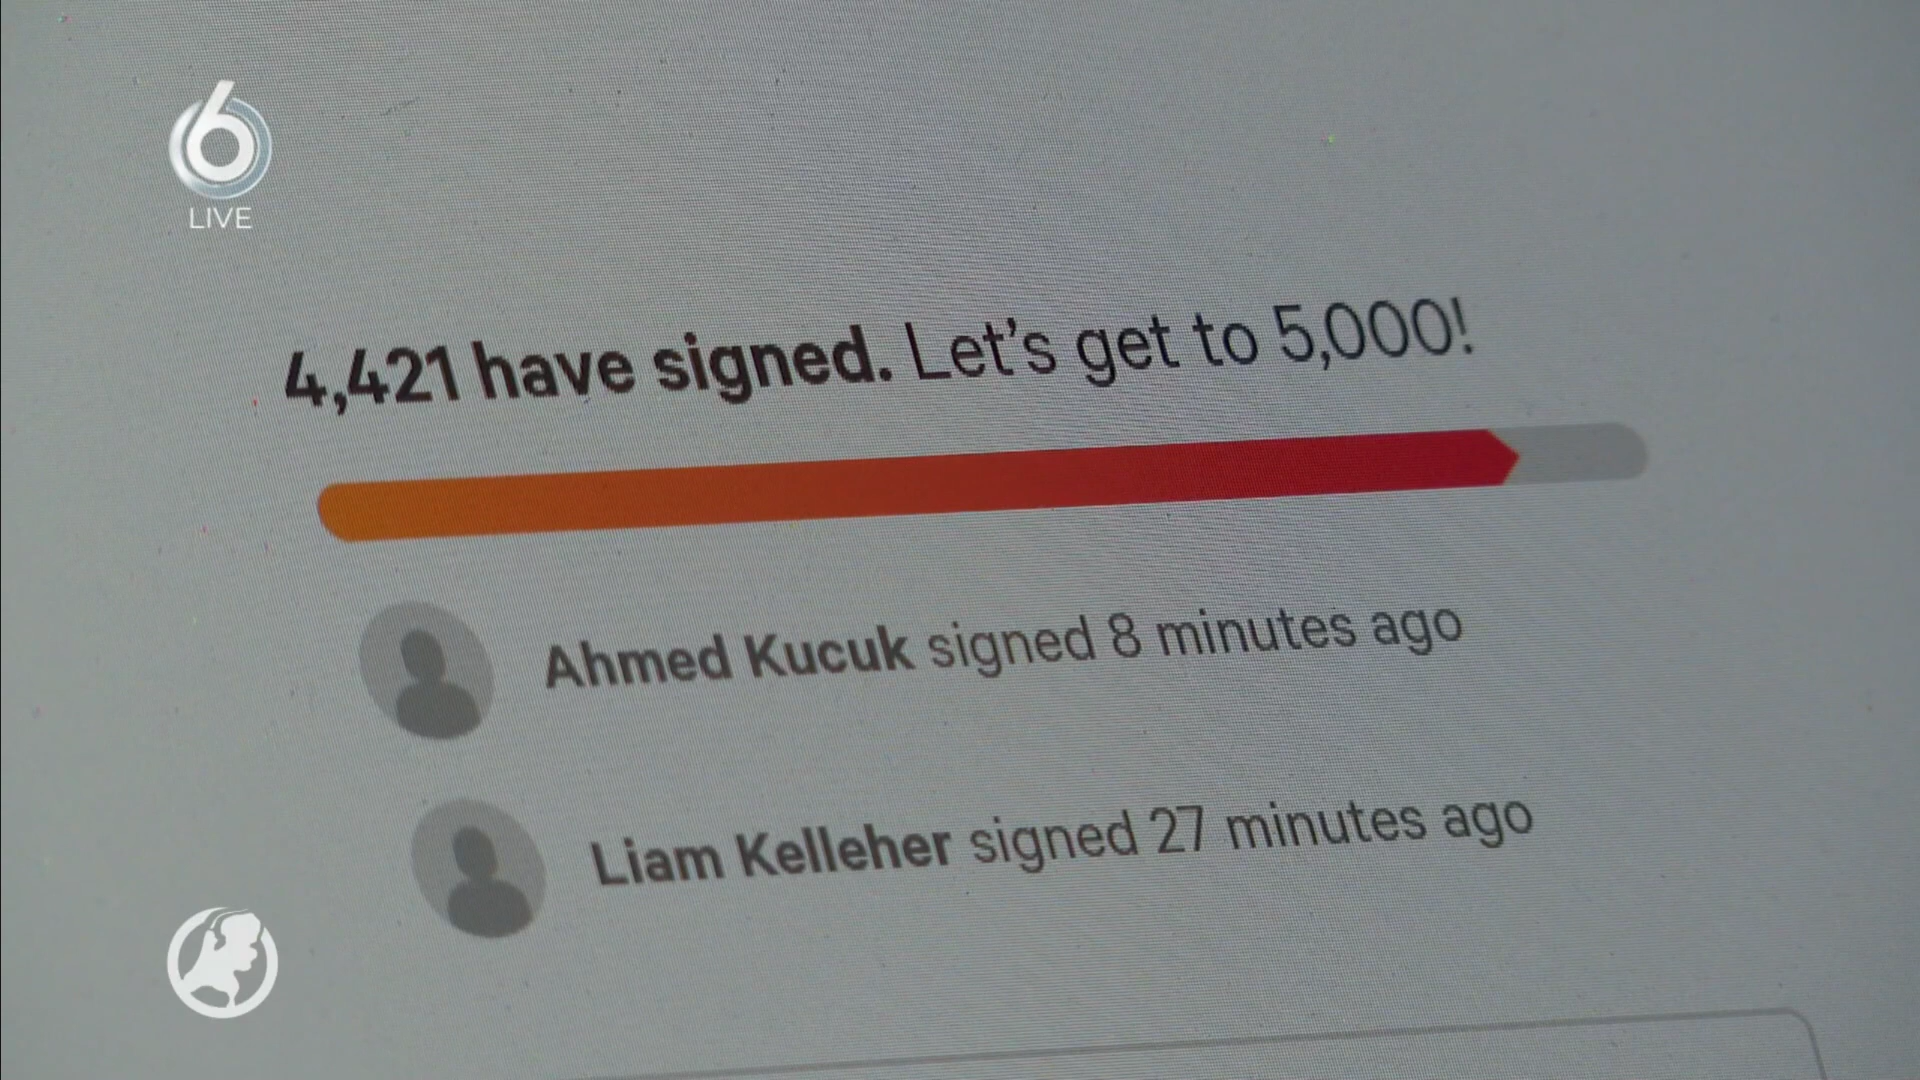 6
LIVE
4,421 have signed. Let's get to 5,000!
Ahmed Kucuk signed 8 minutes ago
Liam Kelleher signed 27 minutes ago